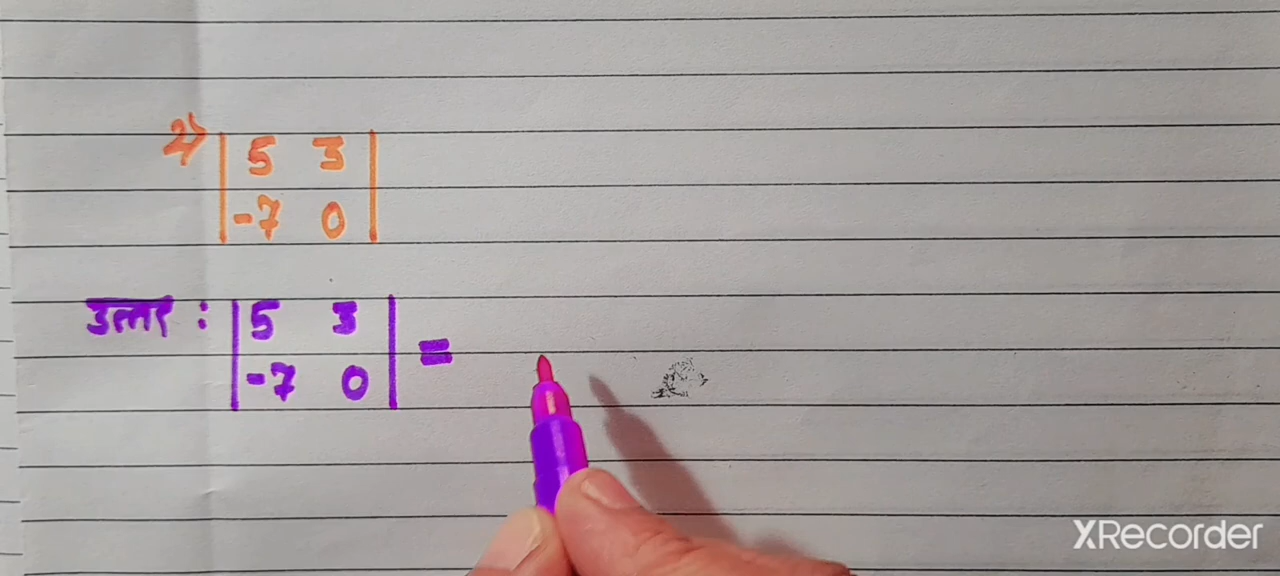 2) | 5 3 |
| -7 0 |
उत्तर : | 5 3 | =
| -7 0 |
XRecorder